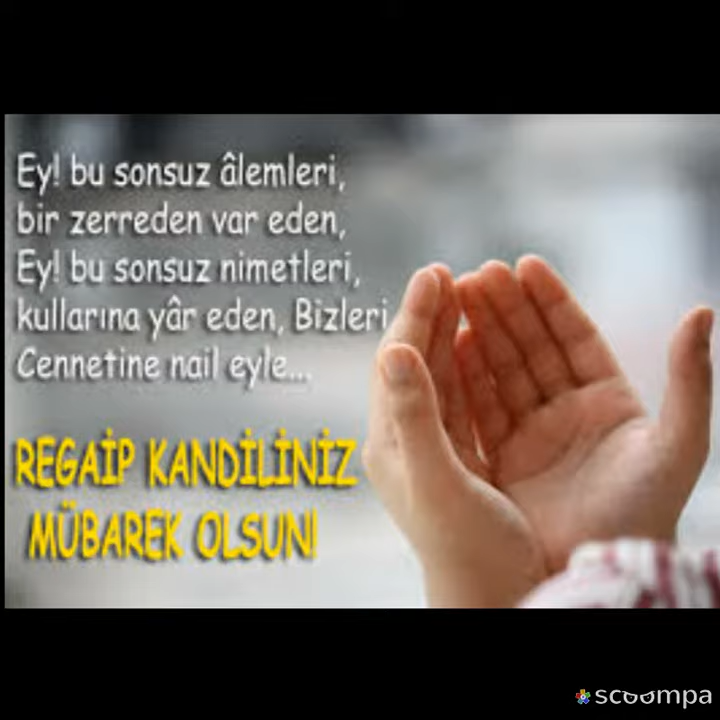 Ey! bu sonsuz âlemleri,
bir zerreden var eden,
Ey! bu sonsuz nimetleri,
kullarına yâr eden, Bizleri
Cennetine nail eyle...
REGAİP KANDİLİNİZ
MÜBAREK OLSUN!
scoompa